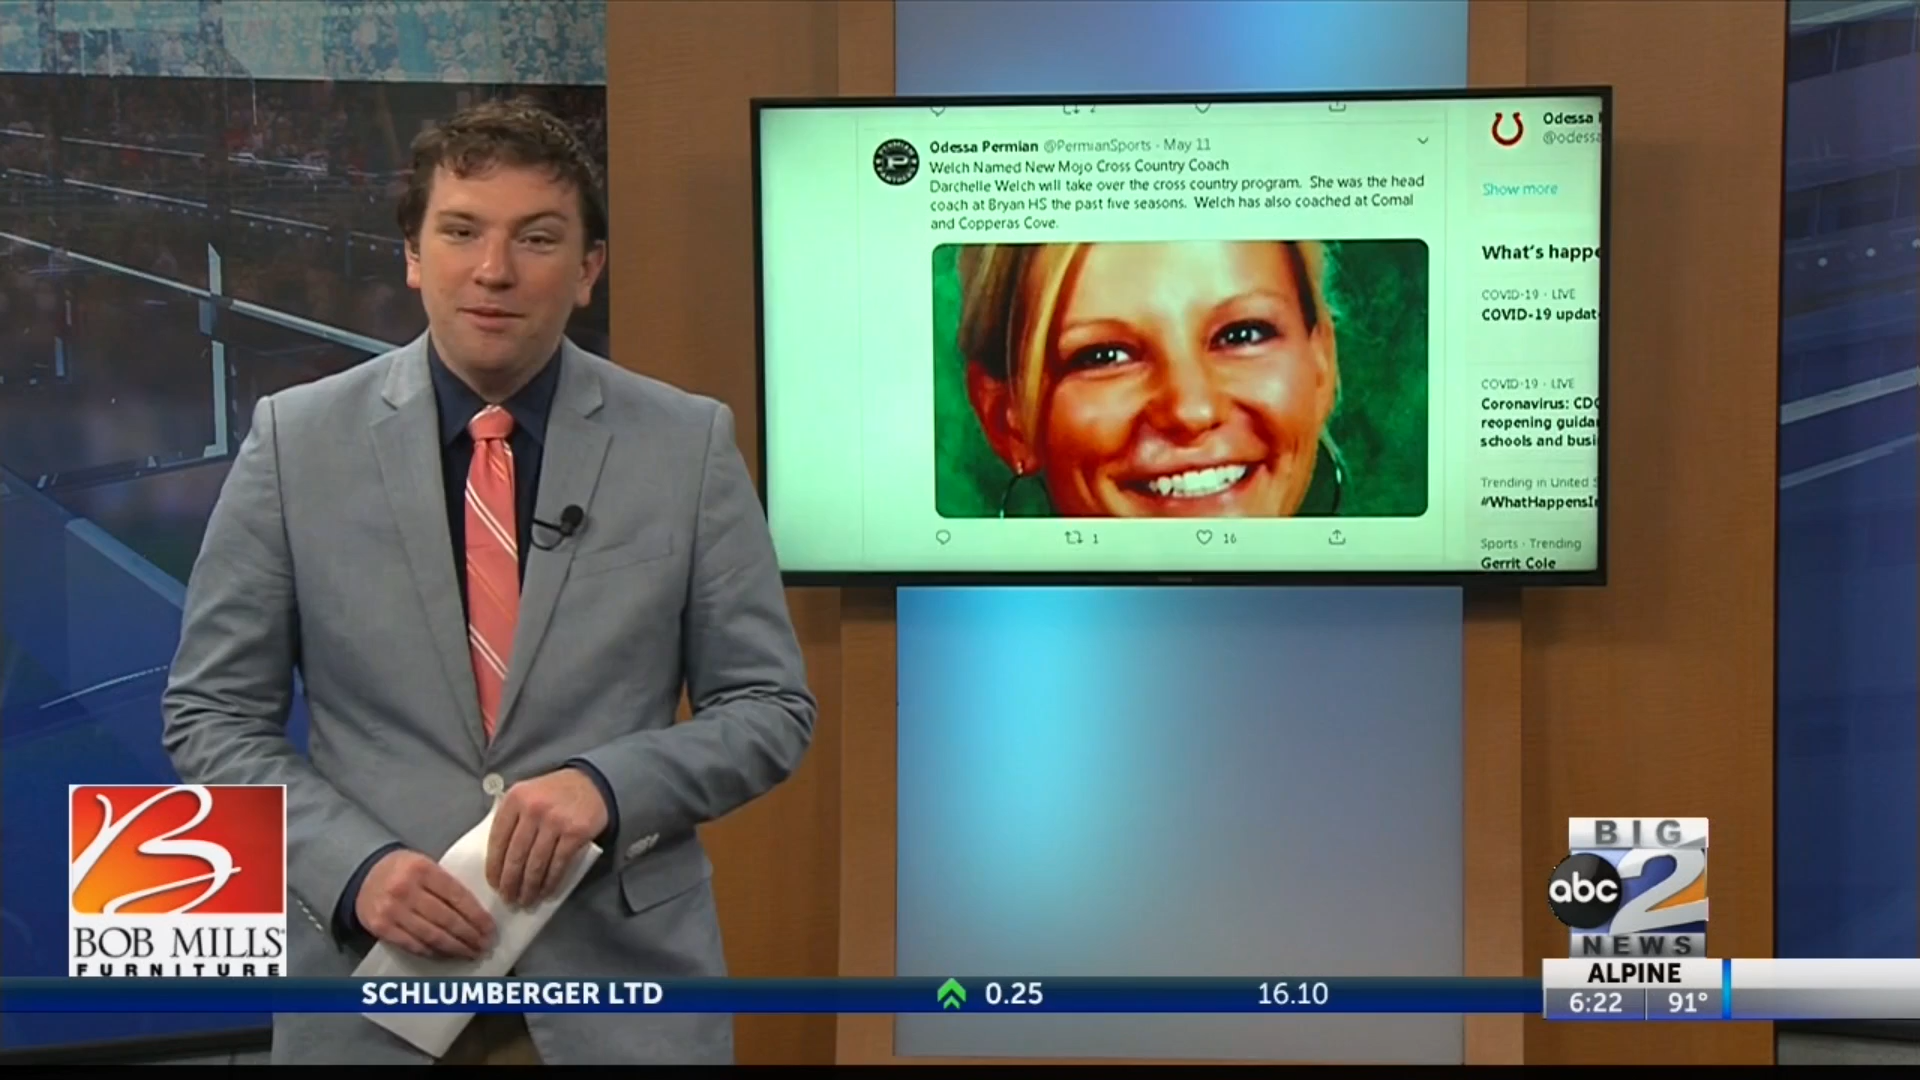 Odessa Permian @PermianSports · May 11
Welch Named New Mojo Cross Country Coach
Darchelle Welch will take over the cross country program. She was the head
coach at Bryan HS the past five seasons. Welch has also coached at Comal
and Copperas Cove.
1
16
Odessa
@odessa
Show more
What's happe
COVID-19 · LIVE
COVID-19 updat
COVID-19 · LIVE
Coronavirus: CDC
reopening guida
schools and busi
Trending in United S
#WhatHappensI
Sports · Trending
Gerrit Cole
B
BOB MILLS
FURNITURE
BIG
abc 2
NEWS
ALPINE
6:22 91°
SCHLUMBERGER LTD 0.25 16.10